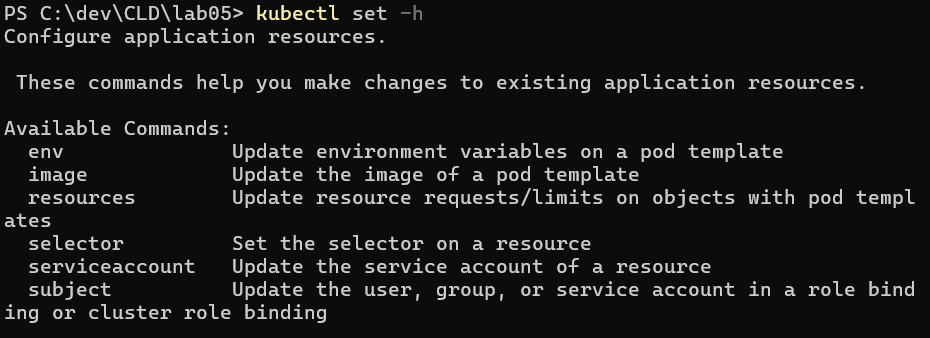 PS C:\dev\CLD\lab05> kubectl set -h
Configure application resources.
These commands help you make changes to existing application resources.
Available Commands:
env Update environment variables on a pod template
image Update the image of a pod template
resources Update resource requests/limits on objects with pod templ
ates
selector Set the selector on a resource
serviceaccount Update the service account of a resource
subject Update the user, group, or service account in a role bind
ing or cluster role binding